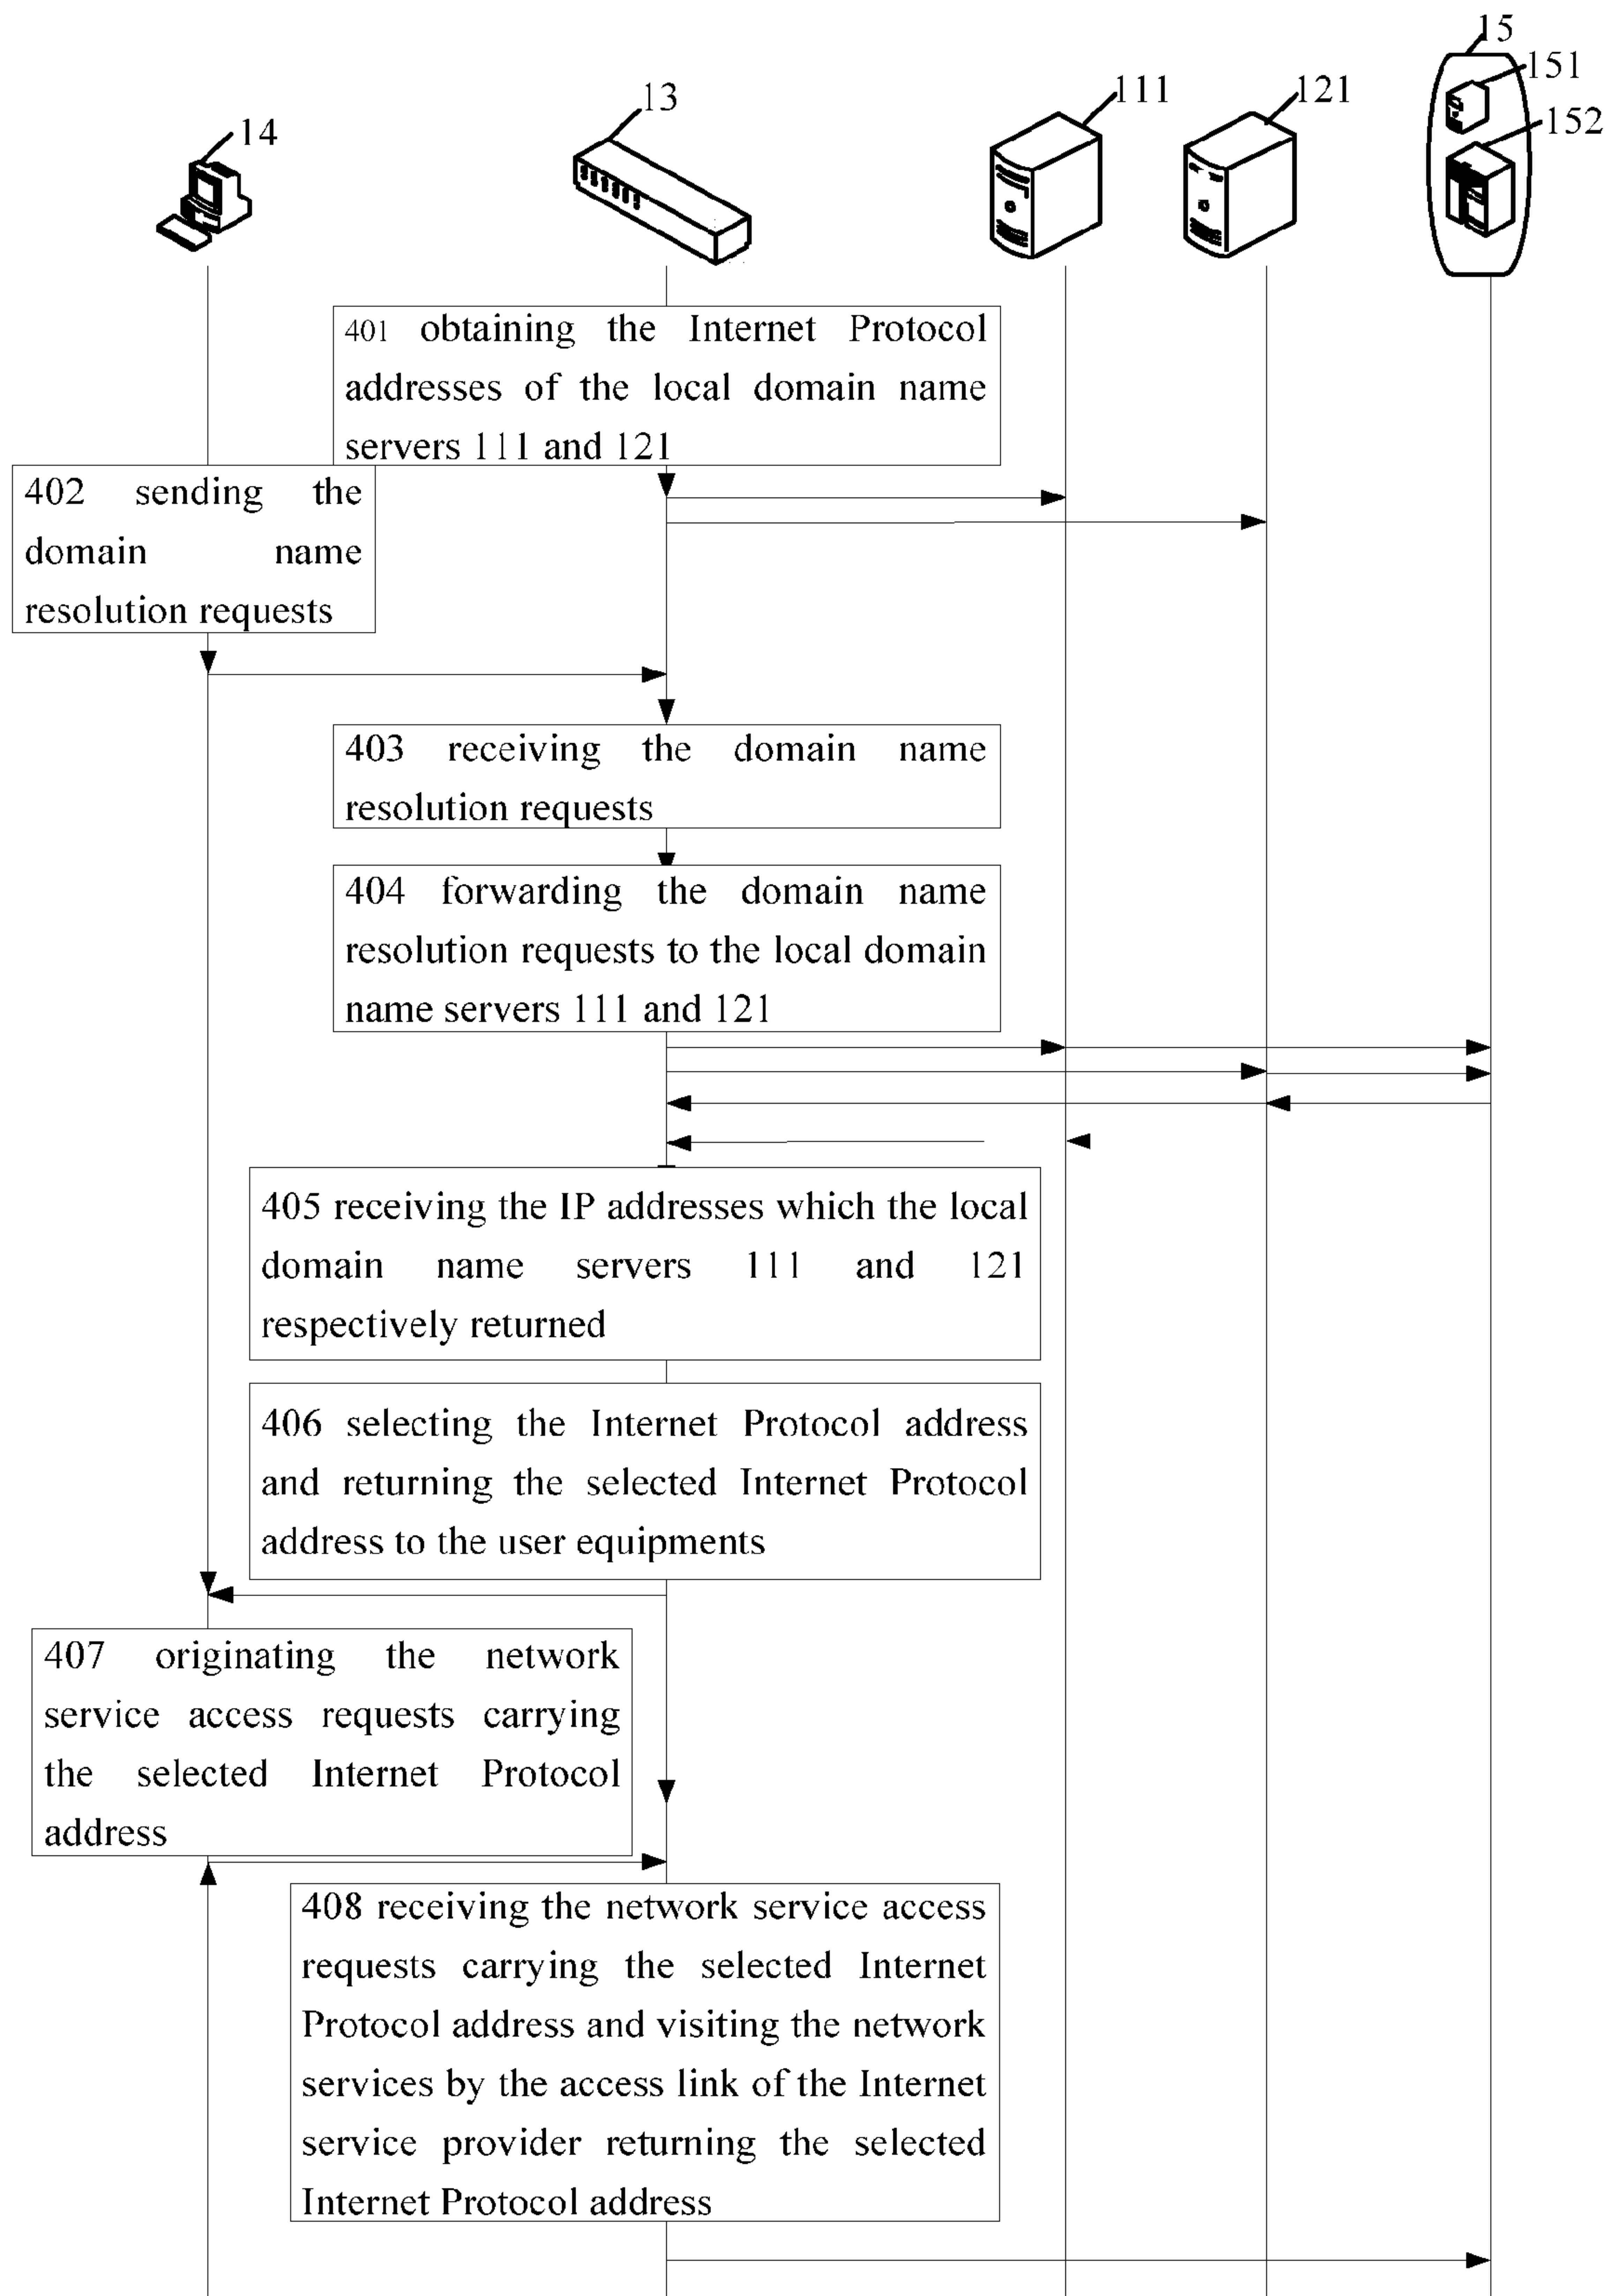 15
151
13
111
121
152
14
401 obtaining the Internet Protocol
addresses of the local domain name
servers 111 and 121
402 sending the
domain name
resolution requests
403 receiving the domain name
resolution requests
404 forwarding the domain name
resolution requests to the local domain
name servers 111 and 121
405 receiving the IP addresses which the local
domain name servers 111 and 121
respectively returned
406 selecting the Internet Protocol address
and returning the selected Internet Protocol
address to the user equipments
407 originating the network
service access requests carrying
the selected Internet Protocol
address
408 receiving the network service access
requests carrying the selected Internet
Protocol address and visiting the network
services by the access link of the Internet
service provider returning the selected
Internet Protocol address